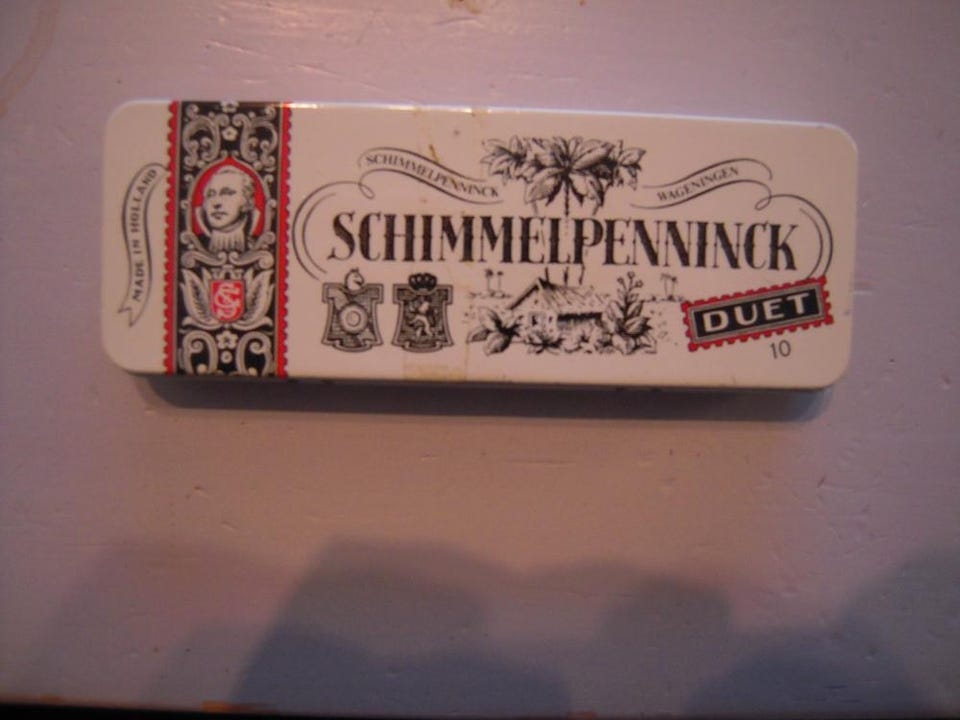 MADE IN HOLLAND
SCHIMMELPENNINCK
WAGENINGEN
SCHIMMELPENNINCK
DUET
10